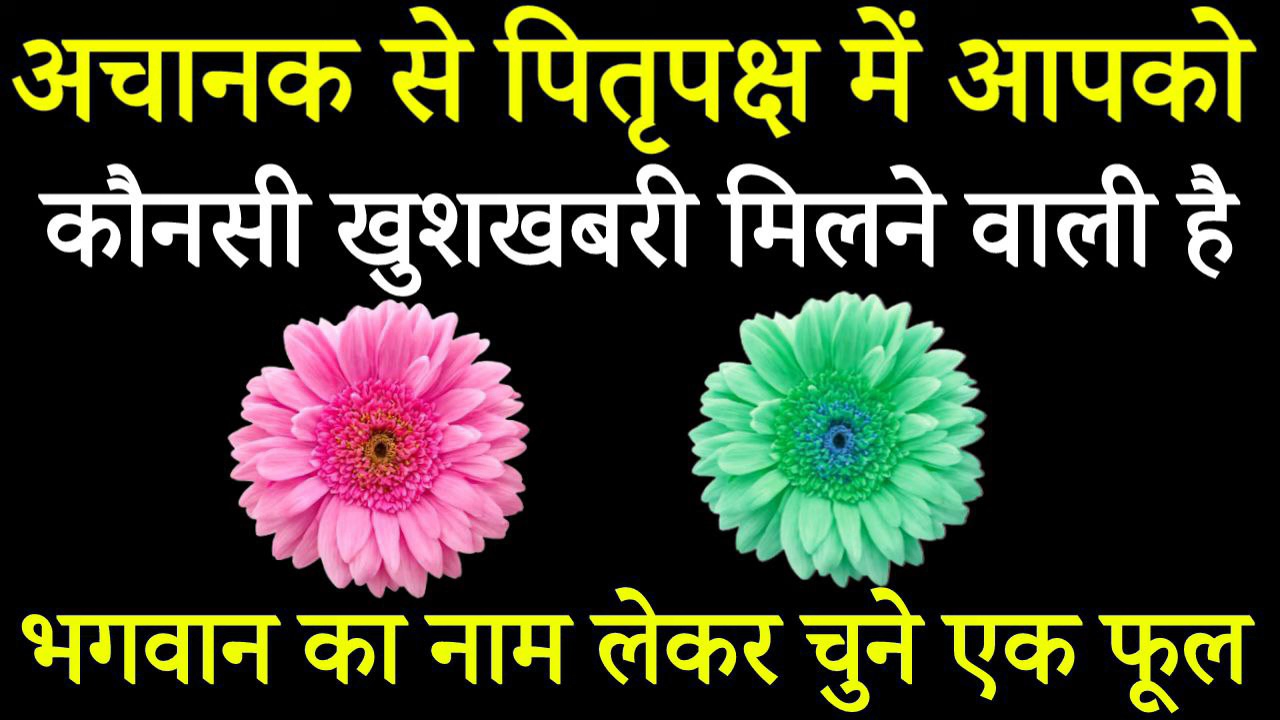 अचानक से पितृपक्ष में आपको
कौनसी खुशखबरी मिलने वाली है
भगवान का नाम लेकर चुने एक फूल